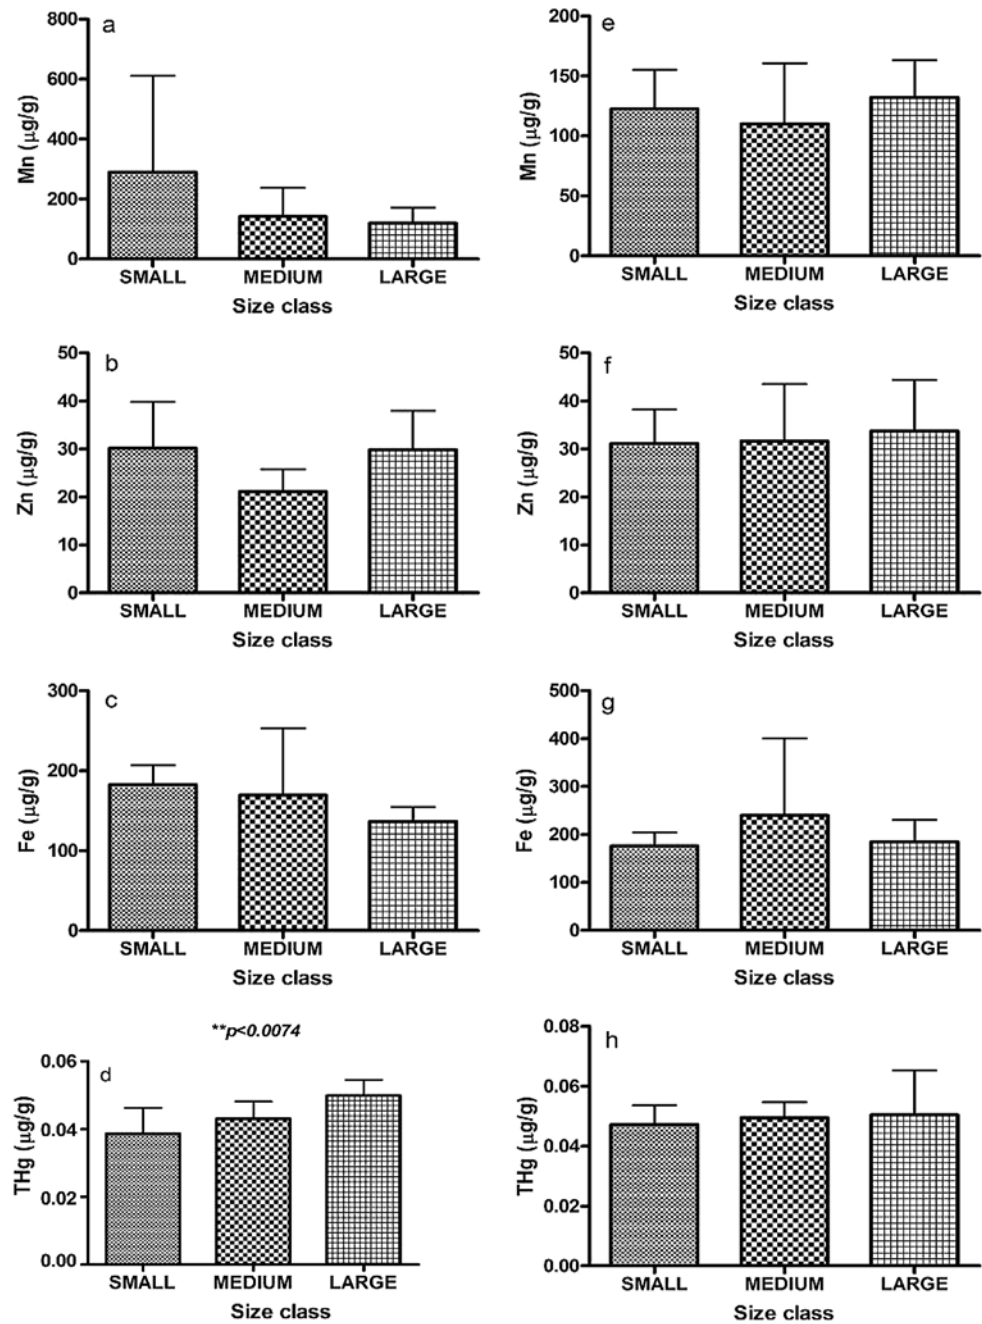 a
Mn (µg/g)
800
600
400
200
0
SMALL MEDIUM LARGE
Size class
e
Mn (µg/g)
200
150
100
50
0
SMALL MEDIUM LARGE
Size class
b
Zn (µg/g)
50
40
30
20
10
0
SMALL MEDIUM LARGE
Size class
f
Zn (µg/g)
50
40
30
20
10
0
SMALL MEDIUM LARGE
Size class
c
Fe (µg/g)
300
200
100
0
SMALL MEDIUM LARGE
Size class
g
Fe (µg/g)
500
400
300
200
100
0
SMALL MEDIUM LARGE
Size class
**p<0.0074
d
THg (µg/g)
0.06
0.04
0.02
0.00
SMALL MEDIUM LARGE
Size class
h
THg (µg/g)
0.08
0.06
0.04
0.02
0.00
SMALL MEDIUM LARGE
Size class